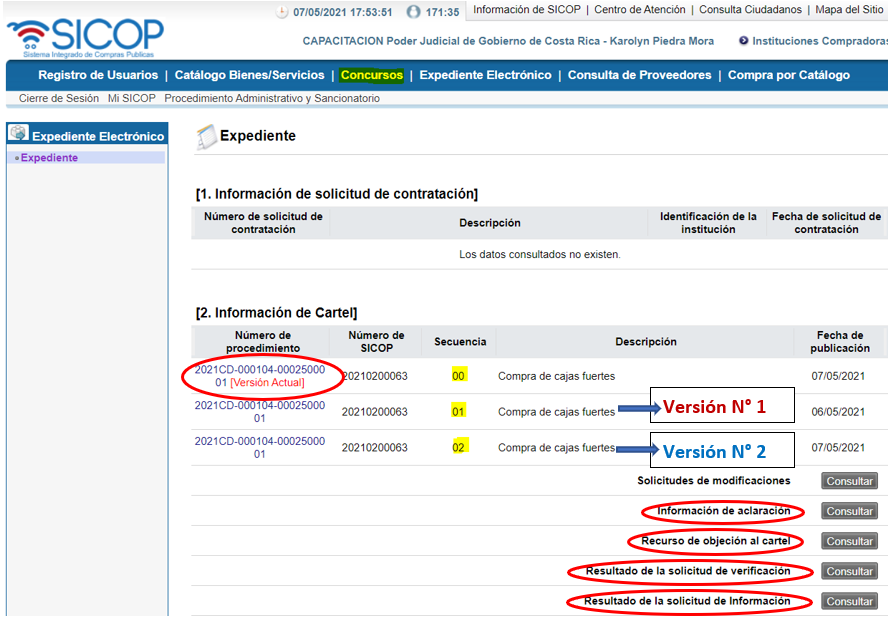 07/05/2021 17:53:51 171:35 Información de SICOP | Centro de Atención | Consulta Ciudadanos | Mapa del Sitio
SICOP
Sistema Integrado de Compras Públicas
CAPACITACION Poder Judicial de Gobierno de Costa Rica - Karolyn Piedra Mora Instituciones Compradoras
Registro de Usuarios | Catálogo Bienes/Servicios | Concursos | Expediente Electrónico | Consulta de Proveedores | Compra por Catálogo
Cierre de Sesión Mi SICOP Procedimiento Administrativo y Sancionatorio
Expediente Electrónico
Expediente
Expediente
[1. Información de solicitud de contratación]
Número de solicitud de contratación Descripción Identificación de la institución Fecha de solicitud de contratación
Los datos consultados no existen.
[2. Información de Cartel]
Número de procedimiento Número de SICOP Secuencia Descripción Fecha de publicación
2021CD-000104-00025000
01 [Versión Actual] 20210200063 00 Compra de cajas fuertes 07/05/2021
2021CD-000104-00025000
01 20210200063 01 Compra de cajas fuertes Versión N° 1 06/05/2021
2021CD-000104-00025000
01 20210200063 02 Compra de cajas fuertes Versión N° 2 07/05/2021
Solicitudes de modificaciones Consultar
Información de aclaración Consultar
Recurso de objeción al cartel Consultar
Resultado de la solicitud de verificación Consultar
Resultado de la solicitud de Información Consultar